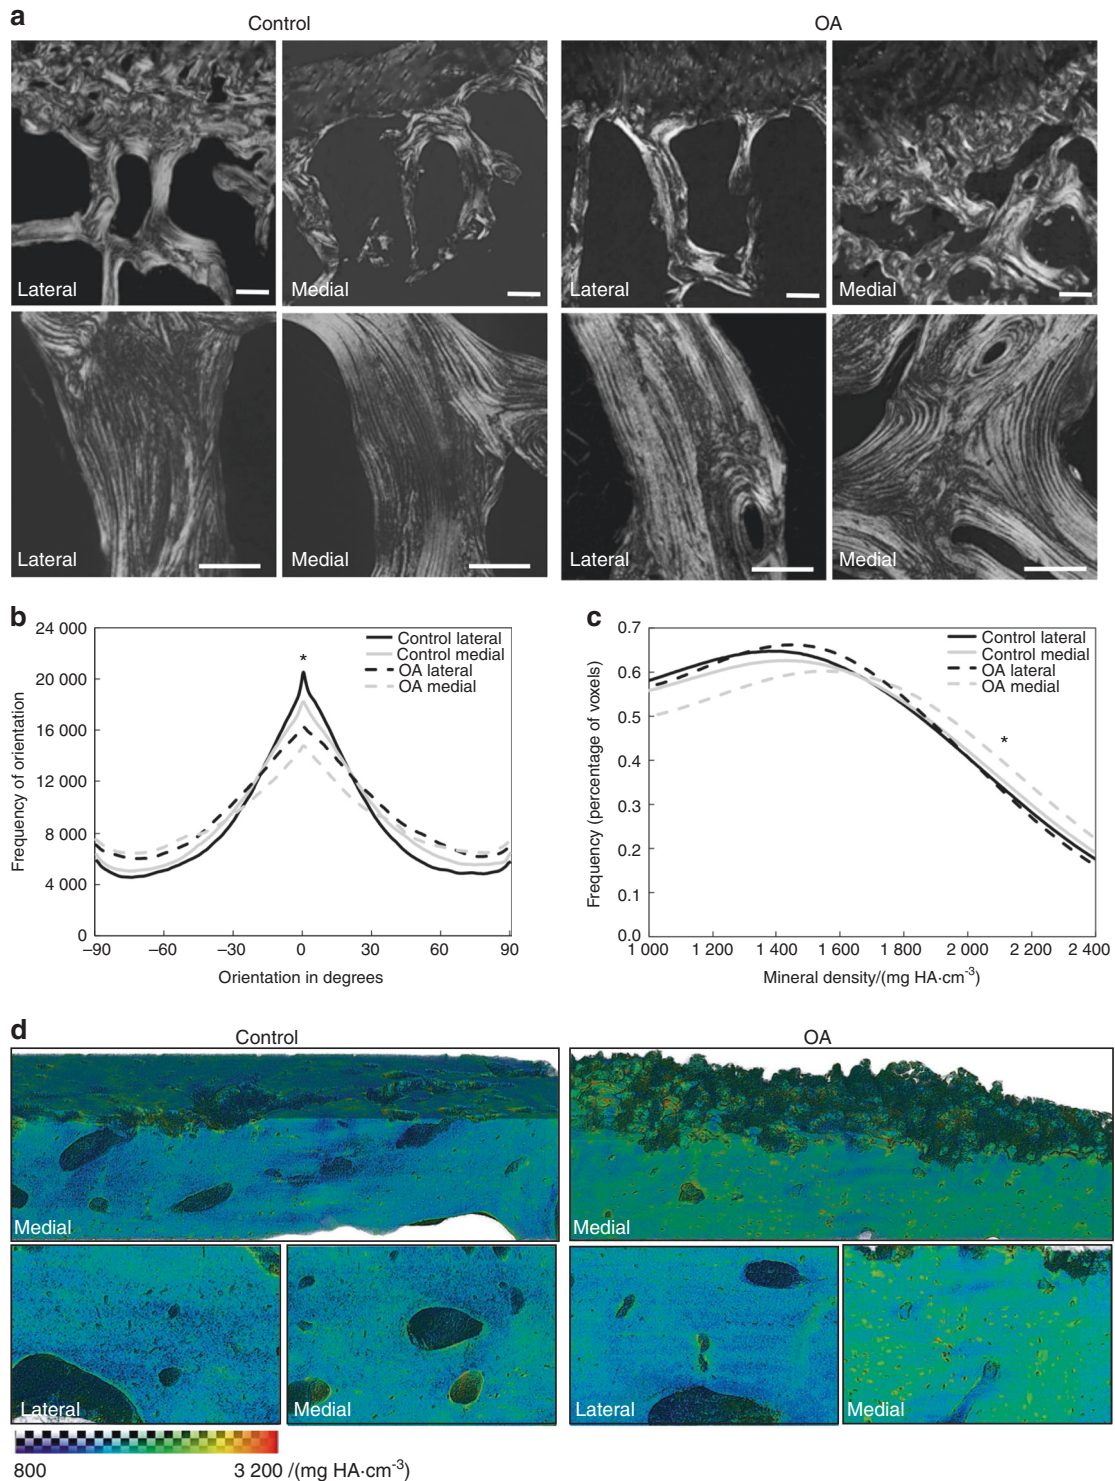 a
Control
OA
Lateral
Medial
Lateral
Medial
Lateral
Medial
Lateral
Medial
b
24 000
20 000
16 000
12 000
8 000
4 000
0
Frequency of orientation
*
Control lateral
Control medial
OA lateral
OA medial
–90
–60
–30
0
30
60
90
Orientation in degrees
c
0.7
0.6
0.5
0.4
0.3
0.2
0.1
0.0
Frequency (percentage of voxels)
Control lateral
Control medial
OA lateral
OA medial
*
1 000
1 200
1 400
1 600
1 800
2 000
2 200
2 400
Mineral density/(mg HA·cm⁻³)
d
Control
OA
Medial
Medial
Lateral
Medial
Lateral
Medial
800
3 200 /(mg HA·cm⁻³)